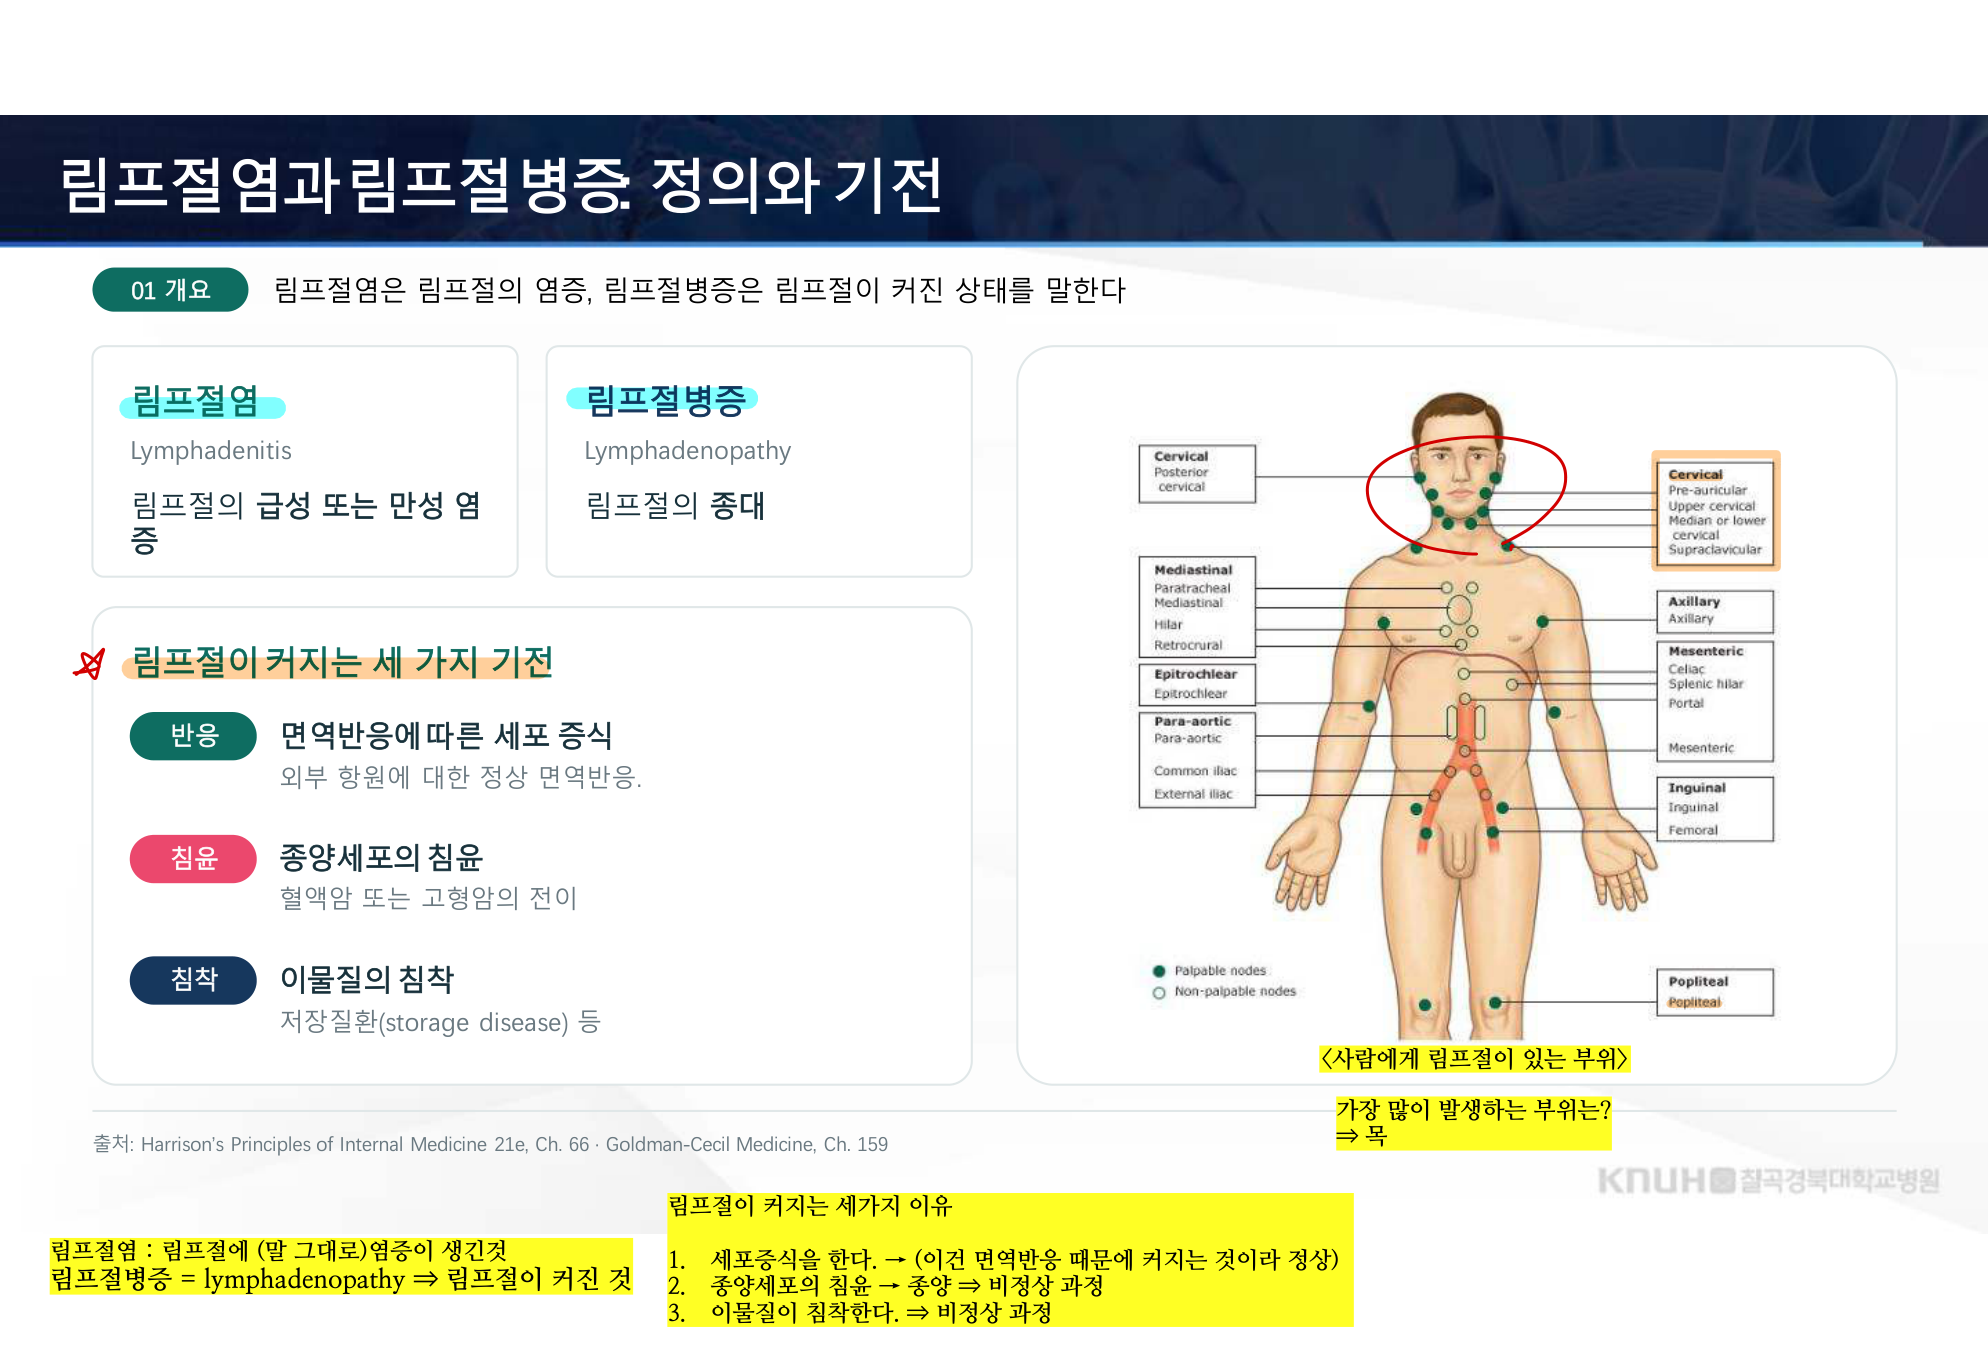 림프절염과 림프절병증: 정의와 기전
01 개요
림프절염은 림프절의 염증, 림프절병증은 림프절이 커진 상태를 말한다
림프절염
Lymphadenitis
림프절의 급성 또는 만성 염
증
림프절병증
Lymphadenopathy
림프절의 종대
림프절이 커지는 세 가지 기전
반응
면역반응에 따른 세포 증식
외부 항원에 대한 정상 면역반응.
침윤
종양세포의 침윤
혈액암 또는 고형암의 전이
침착
이물질의 침착
저장질환(storage disease) 등
Cervical
Posterior
cervical
Mediastinal
Paratracheal
Mediastinal
Hilar
Retrocrural
Epitrochlear
Epitrochlear
Para-aortic
Para-aortic
Common iliac
External iliac
Cervical
Pre-auricular
Upper cervical
Median or lower
cervical
Supraclavicular
Axillary
Axillary
Mesenteric
Celiac
Splenic hilar
Portal
Mesenteric
Inguinal
Inguinal
Femoral
Popliteal
Popliteal
Palpable nodes
Non-palpable nodes
<사람에게 림프절이 있는 부위>
가장 많이 발생하는 부위는?
⇒ 목
출처: Harrison's Principles of Internal Medicine 21e, Ch. 66 · Goldman-Cecil Medicine, Ch. 159
KNUH 칠곡경북대학교병원
림프절염 : 림프절에 (말 그대로)염증이 생긴것
림프절병증 = lymphadenopathy ⇒ 림프절이 커진 것
림프절이 커지는 세가지 이유
1. 세포증식을 한다. → (이건 면역반응 때문에 커지는 것이라 정상)
2. 종양세포의 침윤 → 종양 ⇒ 비정상 과정
3. 이물질이 침착한다. ⇒ 비정상 과정